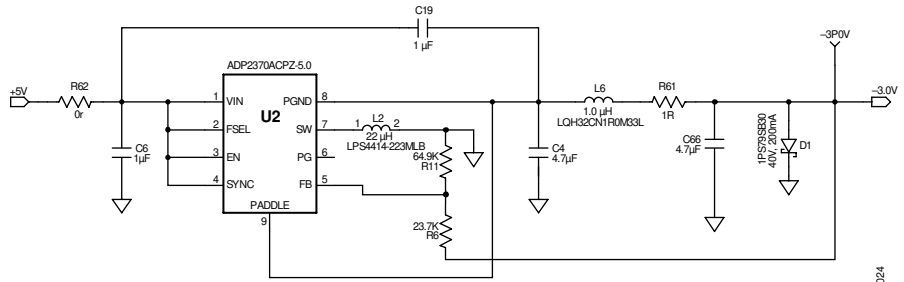 C19
1 µF
–3P0V
+5V
R62
0r
ADP2370ACPZ-5.0
1
VIN
PGND
8
U2
2
FSEL
SW
7
3
EN
PG
6
4
SYNC
FB
5
PADDLE
9
C6
1µF
1
L2
2
22 µH
LPS4414-223MLB
64.9K
R11
23.7K
R6
C4
4.7µF
L6
1.0 µH
LQH32CN1R0M33L
R61
1R
C66
4.7µF
1PS79SB30
40V, 200mA
D1
–3.0V
024